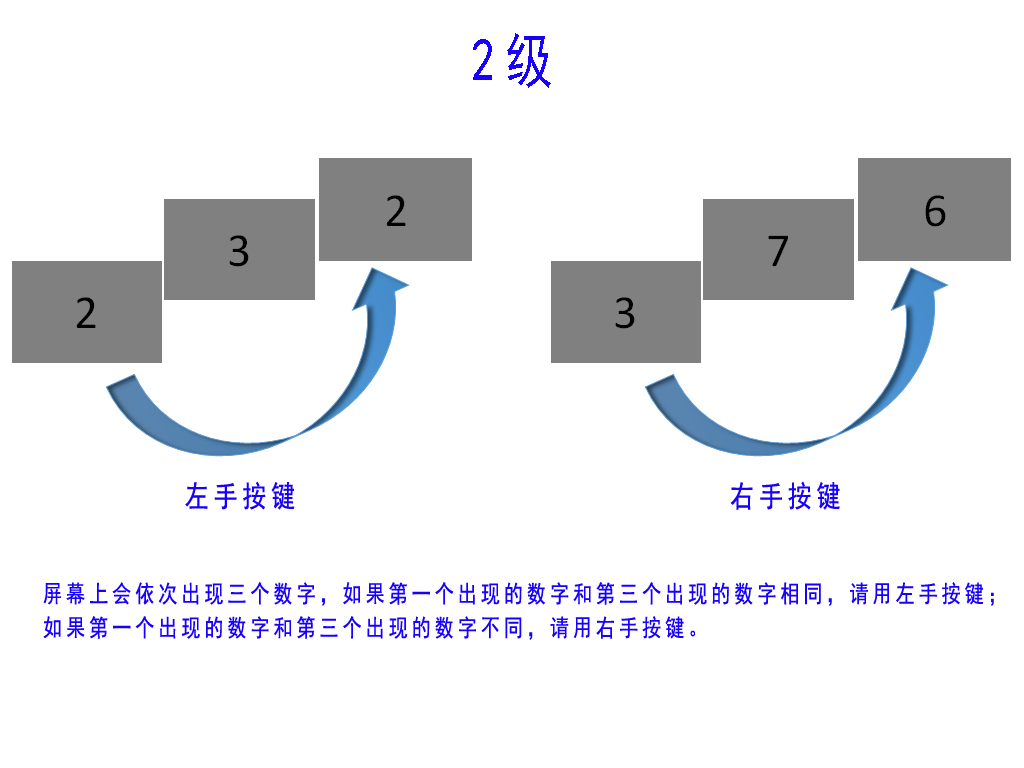 2级
2
3
2
3
7
6
左手按键
右手按键
屏幕上会依次出现三个数字，如果第一个出现的数字和第三个出现的数字相同，请用左手按键；
如果第一个出现的数字和第三个出现的数字不同，请用右手按键。